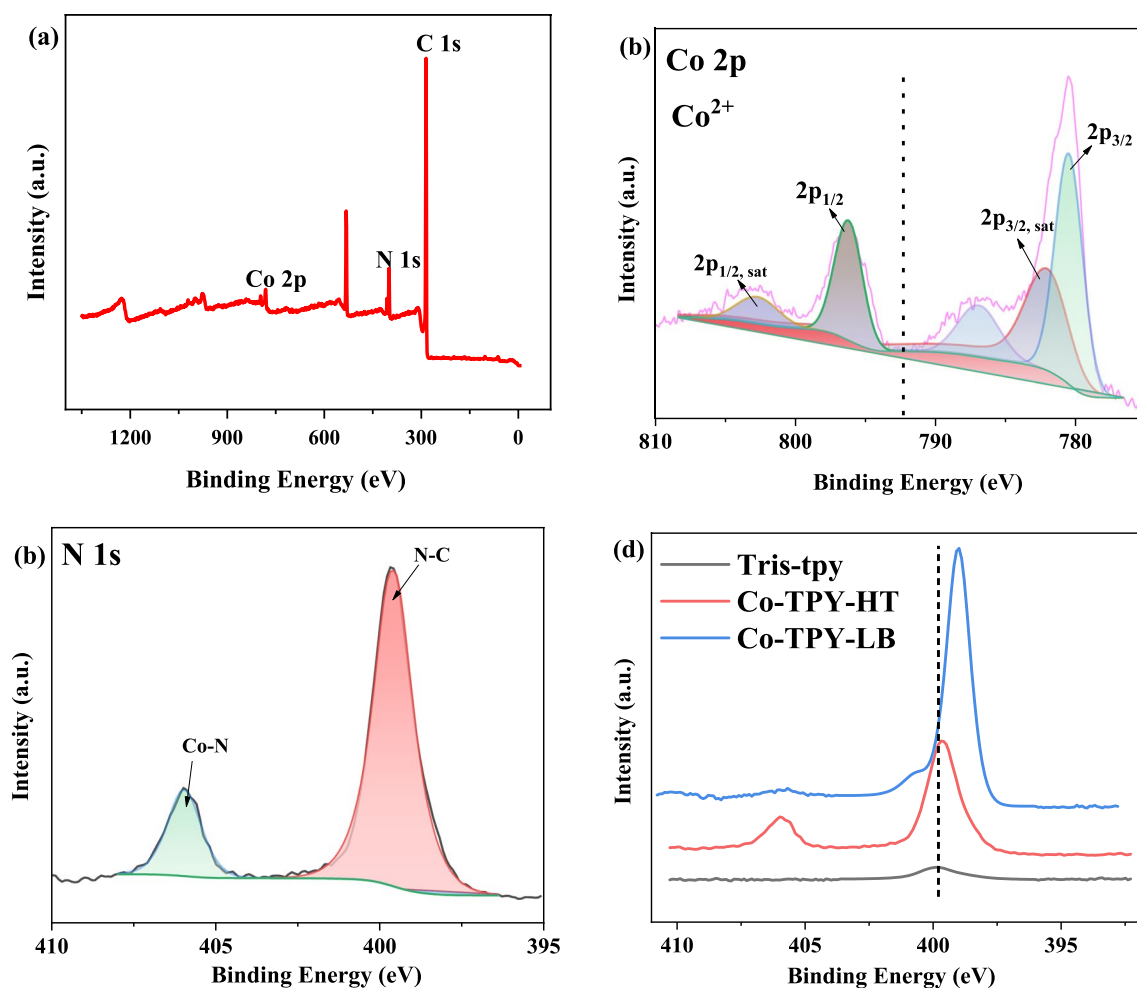 (a)
C 1s
N 1s
Co 2p
Intensity (a.u.)
1200
900
600
300
0
Binding Energy (eV)
(b)
Co 2p
Co²⁺
2p3/2
2p1/2
2p3/2, sat
2p1/2, sat
Intensity (a.u.)
810
800
790
780
Binding Energy (eV)
(b)
N 1s
N-C
Co-N
Intensity (a.u.)
410
405
400
395
Binding Energy (eV)
(d)
Tris-tpy
Co-TPY-HT
Co-TPY-LB
Intensity (a.u.)
410
405
400
395
Binding Energy (eV)